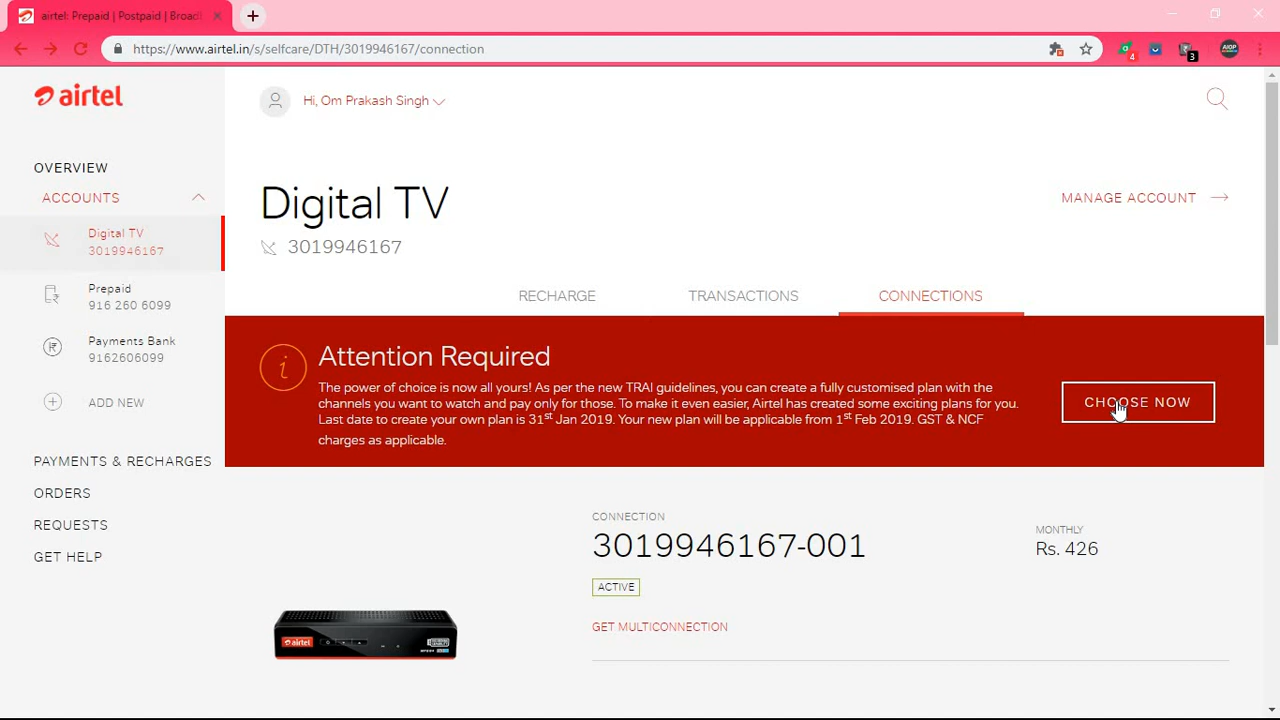 airtel: Prepaid | Postpaid | Broadb
https://www.airtel.in/s/selfcare/DTH/3019946167/connection
4
3
AIOP
airtel
Hi, Om Prakash Singh
OVERVIEW
ACCOUNTS
Digital TV
3019946167
Prepaid
916 260 6099
Payments Bank
9162606099
ADD NEW
PAYMENTS & RECHARGES
ORDERS
REQUESTS
GET HELP
Digital TV
3019946167
MANAGE ACCOUNT
RECHARGE
TRANSACTIONS
CONNECTIONS
Attention Required
The power of choice is now all yours! As per the new TRAI guidelines, you can create a fully customised plan with the
channels you want to watch and pay only for those. To make it even easier, Airtel has created some exciting plans for you.
Last date to create your own plan is 31st Jan 2019. Your new plan will be applicable from 1st Feb 2019. GST & NCF
charges as applicable.
CHOOSE NOW
CONNECTION
3019946167-001
ACTIVE
GET MULTICONNECTION
MONTHLY
Rs. 426
airtel